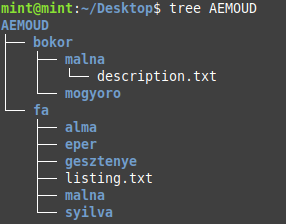 mint@mint:~/Desktop$ tree AEMOUD
AEMOUD
├── bokor
│   ├── malna
│   │   └── description.txt
│   └── mogyoro
└── fa
    ├── alma
    ├── eper
    ├── gesztenye
    ├── listing.txt
    ├── malna
    └── syilva